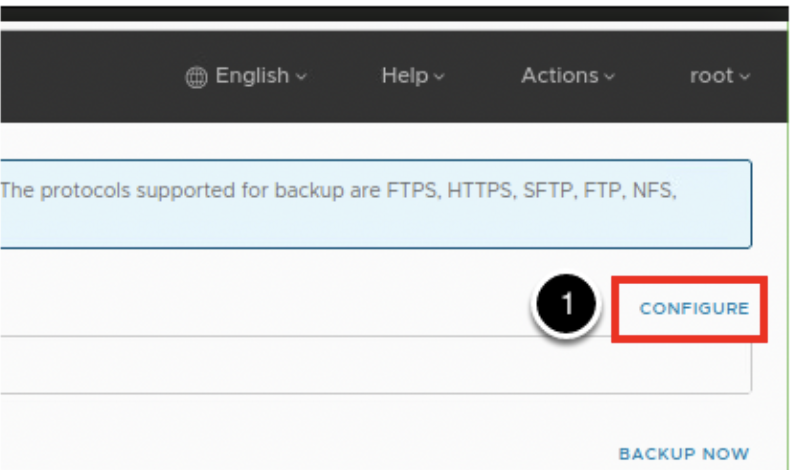 English Help Actions root
The protocols supported for backup are FTPS, HTTPS, SFTP, FTP, NFS,
1 CONFIGURE
BACKUP NOW